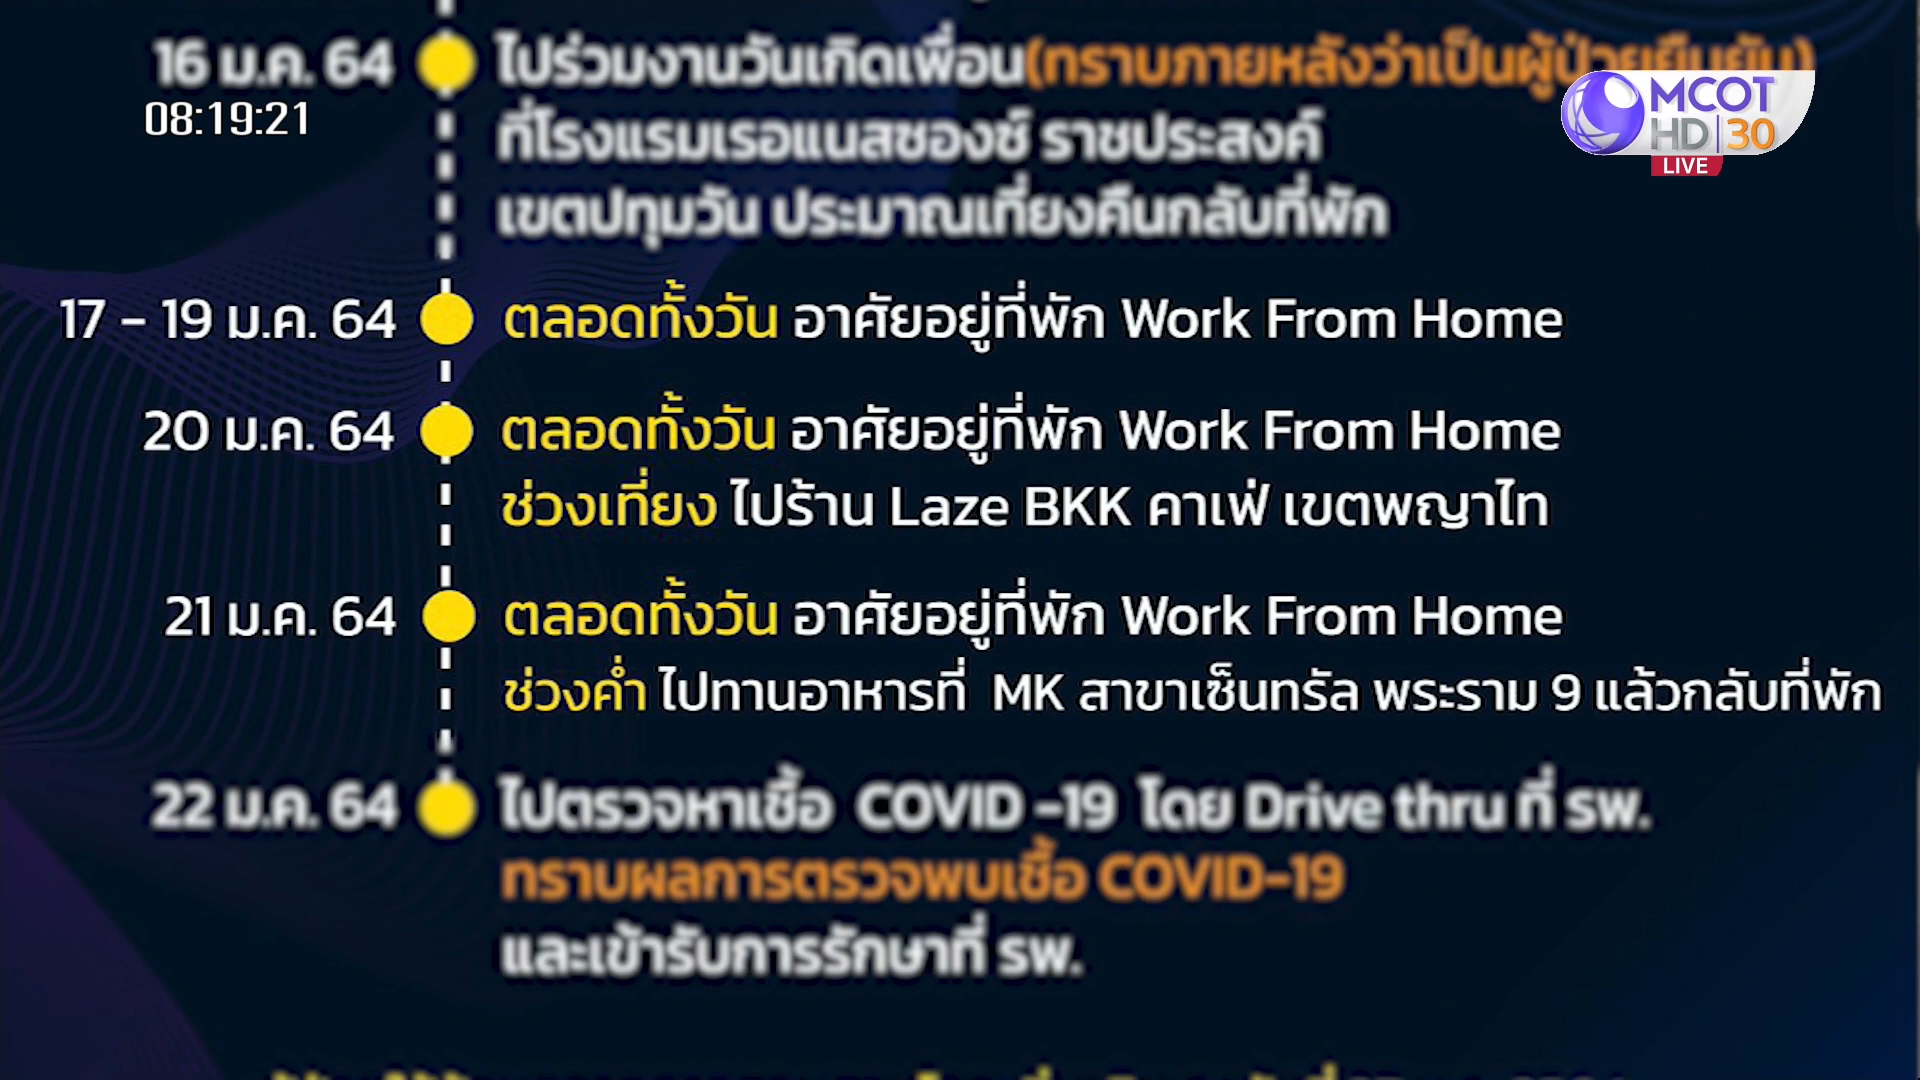 16 ม.ค. 64 ไปร่วมงานวันเกิดเพื่อน(ทราบภายหลังว่าเป็นผู้ป่วยยืนยัน)
08:19:21
MCOT
HD 30
LIVE
ที่โรงแรมเรอแนสซองซ์ ราชประสงค์
เขตปทุมวัน ประมาณเที่ยงคืนกลับที่พัก
17 - 19 ม.ค. 64 ตลอดทั้งวัน อาศัยอยู่ที่พัก Work From Home
20 ม.ค. 64 ตลอดทั้งวัน อาศัยอยู่ที่พัก Work From Home
ช่วงเที่ยง ไปร้าน Laze BKK คาเฟ่ เขตพญาไท
21 ม.ค. 64 ตลอดทั้งวัน อาศัยอยู่ที่พัก Work From Home
ช่วงค่ำ ไปทานอาหารที่ MK สาขาเซ็นทรัล พระราม 9 แล้วกลับที่พัก
22 ม.ค. 64 ไปตรวจหาเชื้อ COVID -19 โดย Drive thru ที่ รพ.
ทราบผลการตรวจพบเชื้อ COVID-19
และเข้ารับการรักษาที่ รพ.